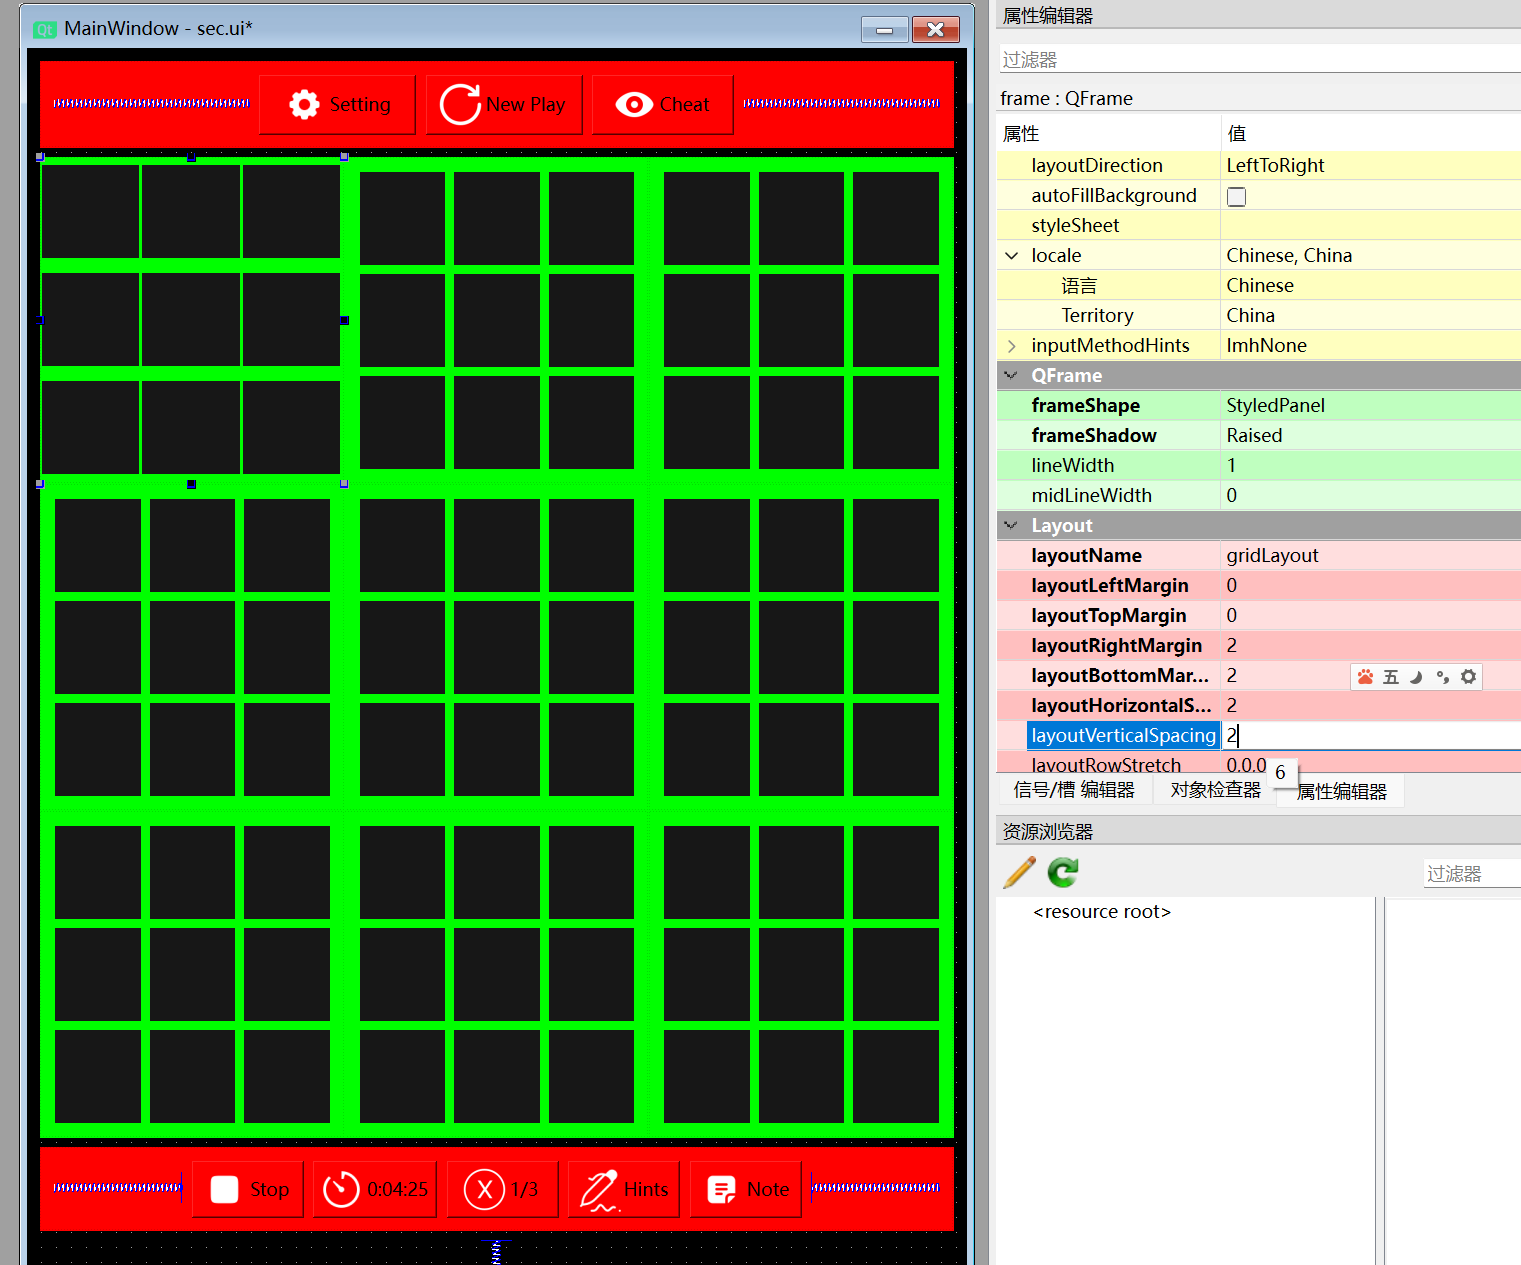 MainWindow - sec.ui*
Setting
New Play
Cheat
Stop
0:04:25
X
1/3
Hints
Note
属性编辑器
过滤器
frame : QFrame
属性 值
layoutDirection LeftToRight
autoFillBackground
styleSheet
locale Chinese, China
语言 Chinese
Territory China
inputMethodHints ImhNone
QFrame
frameShape StyledPanel
frameShadow Raised
lineWidth 1
midLineWidth 0
Layout
layoutName gridLayout
layoutLeftMargin 0
layoutTopMargin 0
layoutRightMargin 2
layoutBottomMar... 2
五
layoutHorizontalS... 2
layoutVerticalSpacing 2
layoutRowStretch 0,0,0
6
信号/槽 编辑器 对象检查器 属性编辑器
资源浏览器
过滤器
<resource root>